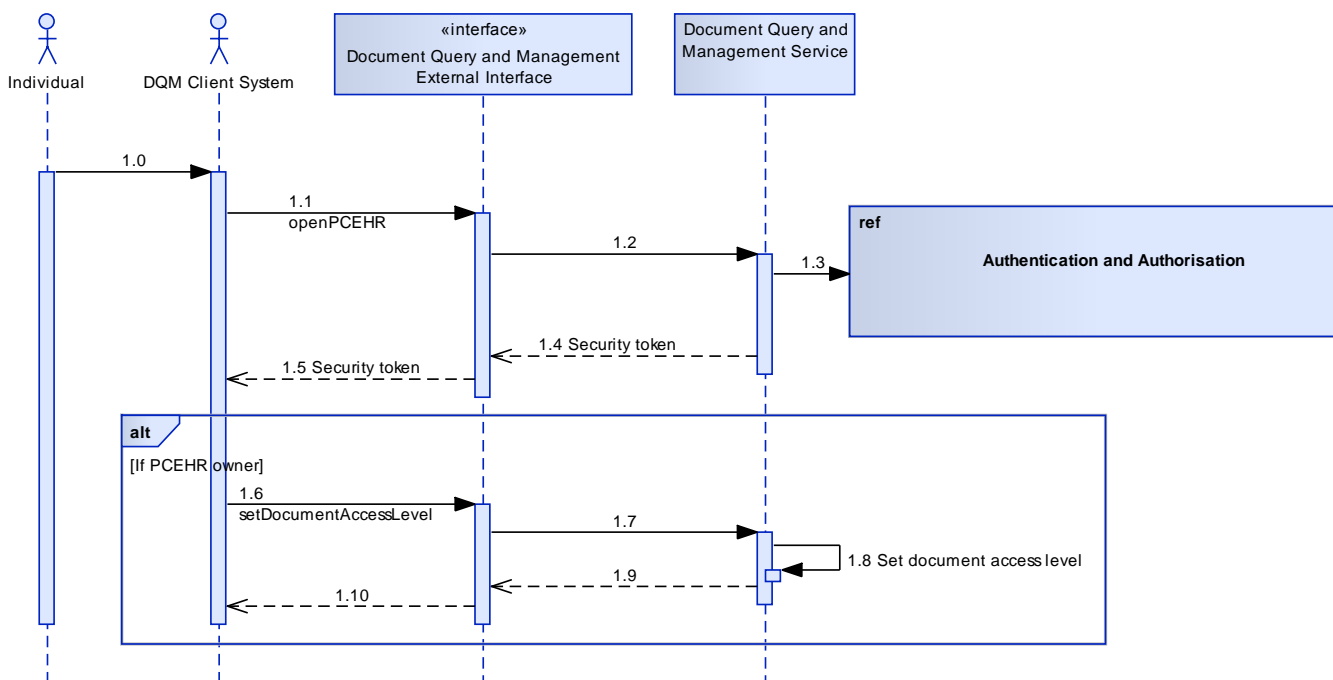 Individual
DQM Client System
«interface»
Document Query and Management
External Interface
Document Query and
Management Service
1.0
1.1
openPCEHR
1.2
1.3
ref
Authentication and Authorisation
1.4 Security token
1.5 Security token
alt
[If PCEHR owner]
1.6
setDocumentAccessLevel
1.7
1.8 Set document access level
1.9
1.10